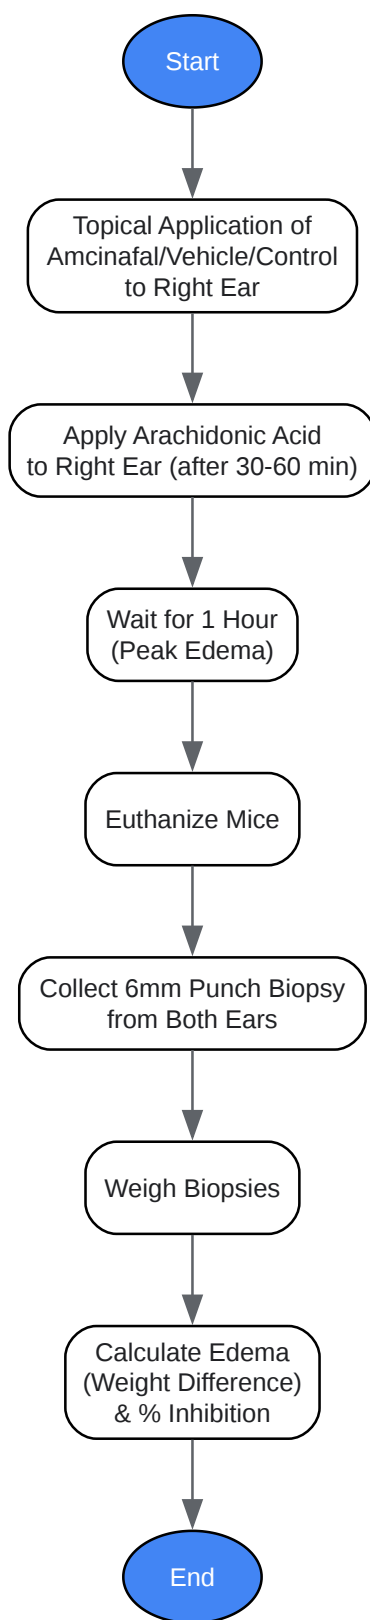 Start
Topical Application of
Amcinafal/Vehicle/Control
to Right Ear
Apply Arachidonic Acid
to Right Ear (after 30-60 min)
Wait for 1 Hour
(Peak Edema)
Euthanize Mice
Collect 6mm Punch Biopsy
from Both Ears
Weigh Biopsies
Calculate Edema
(Weight Difference)
& % Inhibition
End